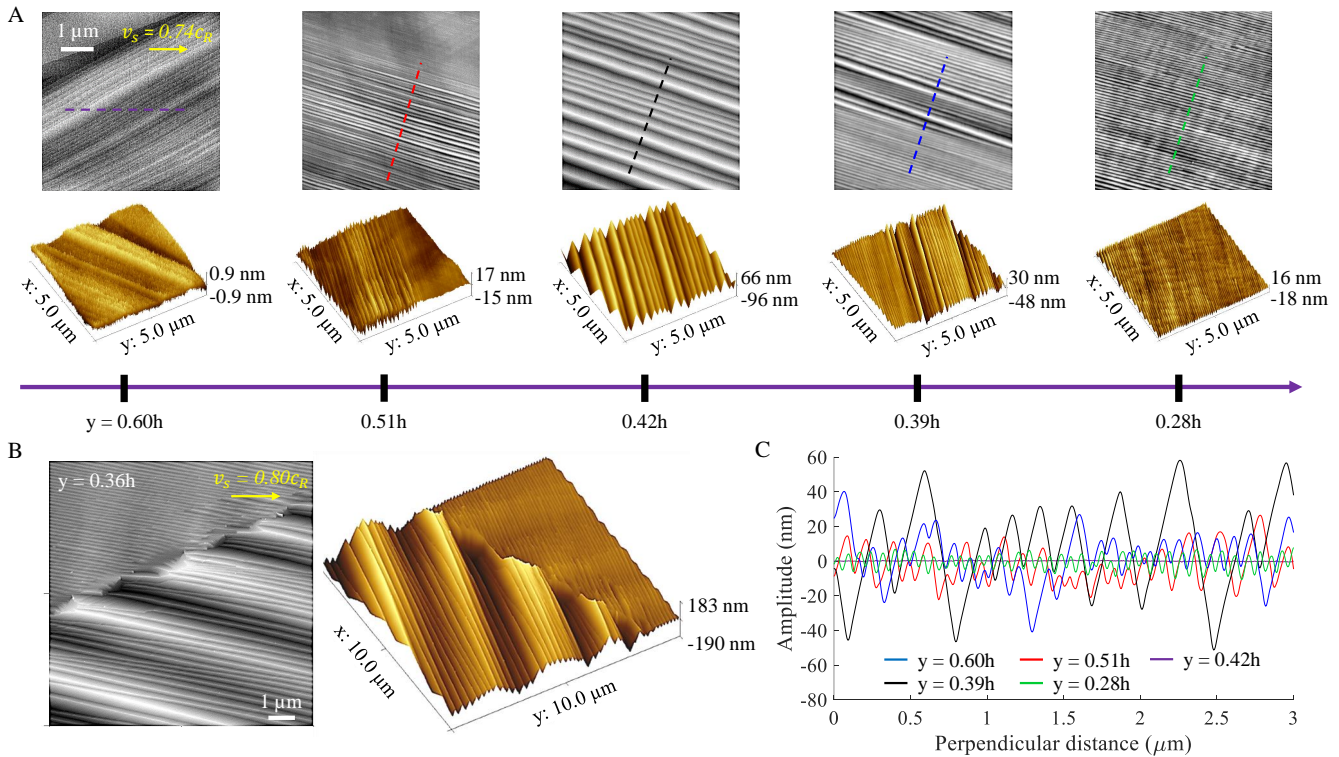 A
1 μm
v_s = 0.74c_R
0.9 nm
-0.9 nm
x: 5.0 μm
y: 5.0 μm
17 nm
-15 nm
x: 5.0 μm
y: 5.0 μm
66 nm
-96 nm
x: 5.0 μm
y: 5.0 μm
30 nm
-48 nm
x: 5.0 μm
y: 5.0 μm
16 nm
-18 nm
x: 5.0 μm
y: 5.0 μm
y = 0.60h
0.51h
0.42h
0.39h
0.28h
B
y = 0.36h
v_s = 0.80c_R
1 μm
183 nm
-190 nm
x: 10.0 μm
y: 10.0 μm
C
Amplitude (nm)
60
40
20
0
-20
-40
-60
-80
y = 0.60h
y = 0.51h
y = 0.42h
y = 0.39h
y = 0.28h
0
0.5
1
1.5
2
2.5
3
Perpendicular distance (μm)